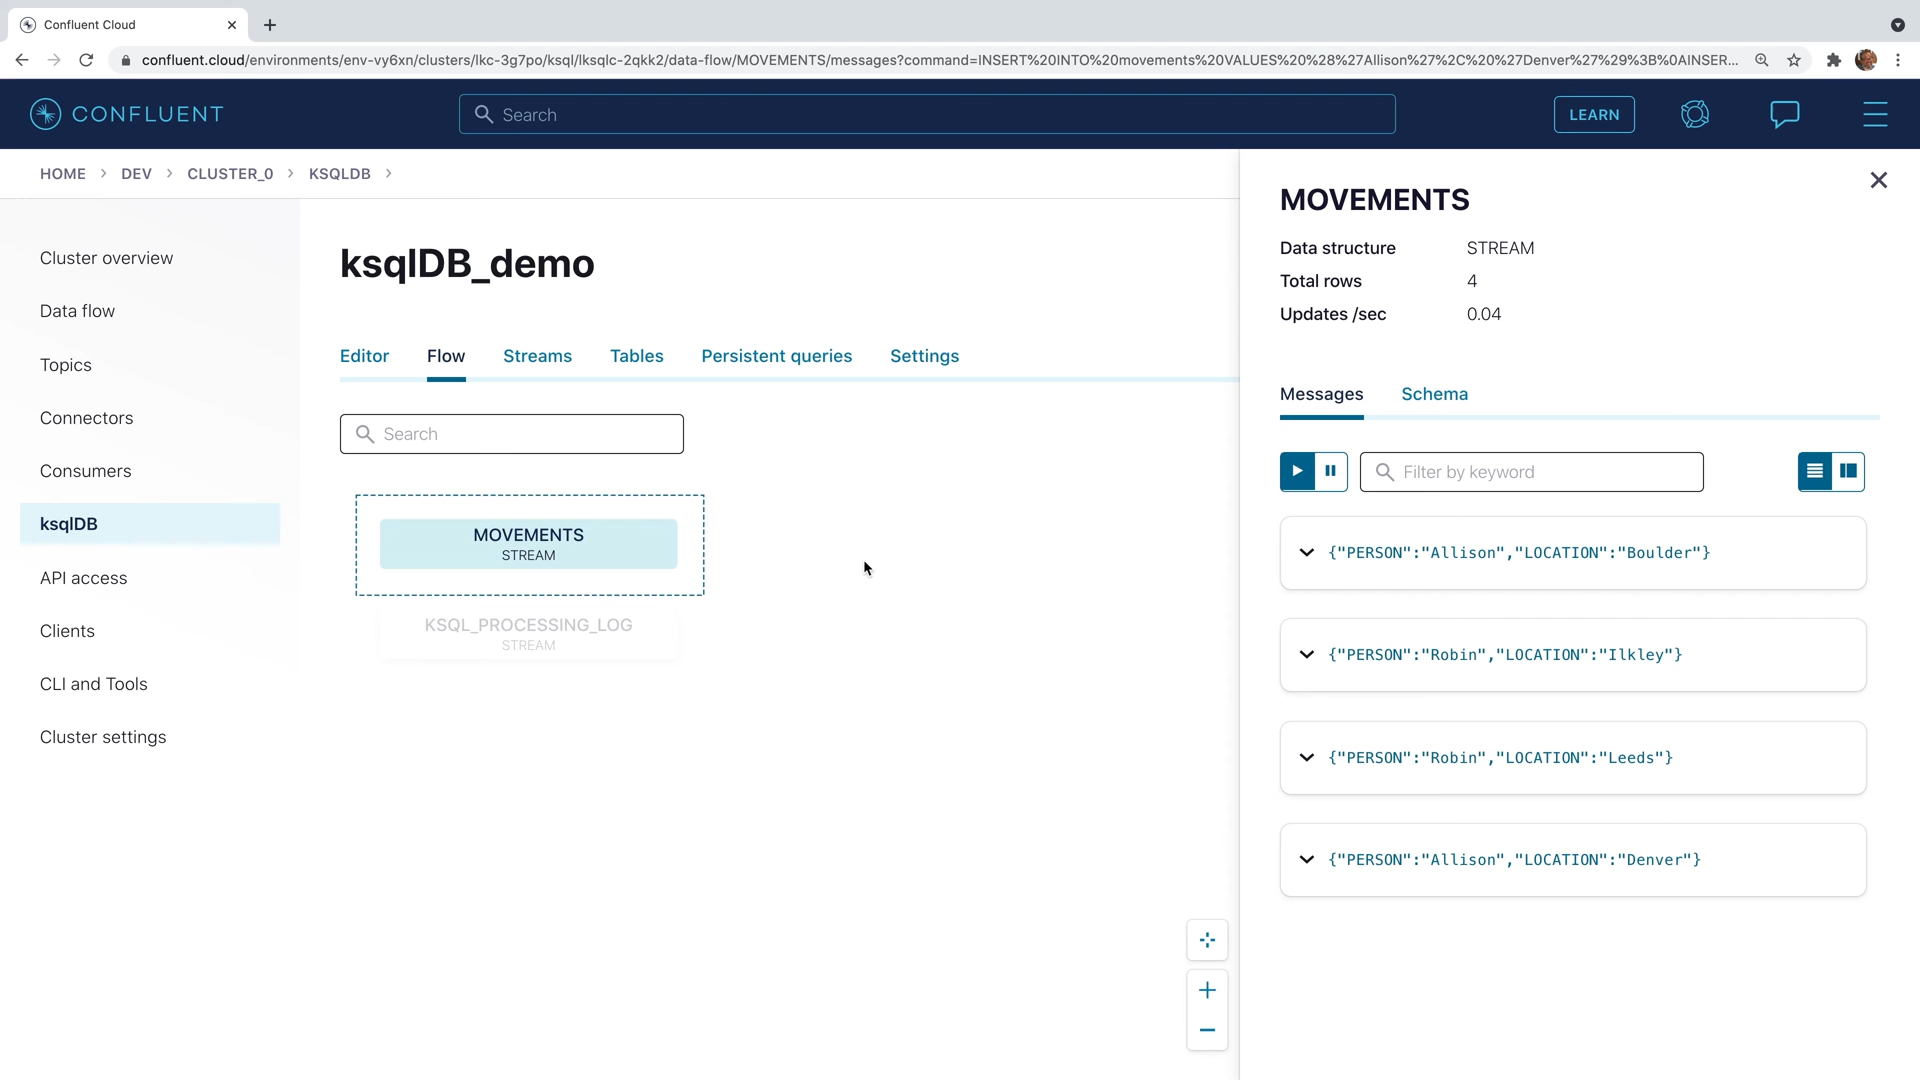 Confluent Cloud
confluent.cloud/environments/env-vy6xn/clusters/lkc-3g7po/ksql/lksqlc-2qkk2/data-flow/MOVEMENTS/messages?command=INSERT%20INTO%20movements%20VALUES%20%28%27Allison%27%2C%20%27Denver%27%29%3B%0AINSER...
CONFLUENT
Search
LEARN
HOME > DEV > CLUSTER_0 > KSQLDB >
Cluster overview
Data flow
Topics
Connectors
Consumers
ksqlDB
API access
Clients
CLI and Tools
Cluster settings
ksqlDB_demo
Editor Flow Streams Tables Persistent queries Settings
Search
MOVEMENTS
STREAM
KSQL_PROCESSING_LOG
STREAM
MOVEMENTS
Data structure STREAM
Total rows 4
Updates /sec 0.04
Messages Schema
Filter by keyword
{"PERSON":"Allison","LOCATION":"Boulder"}
{"PERSON":"Robin","LOCATION":"Ilkley"}
{"PERSON":"Robin","LOCATION":"Leeds"}
{"PERSON":"Allison","LOCATION":"Denver"}